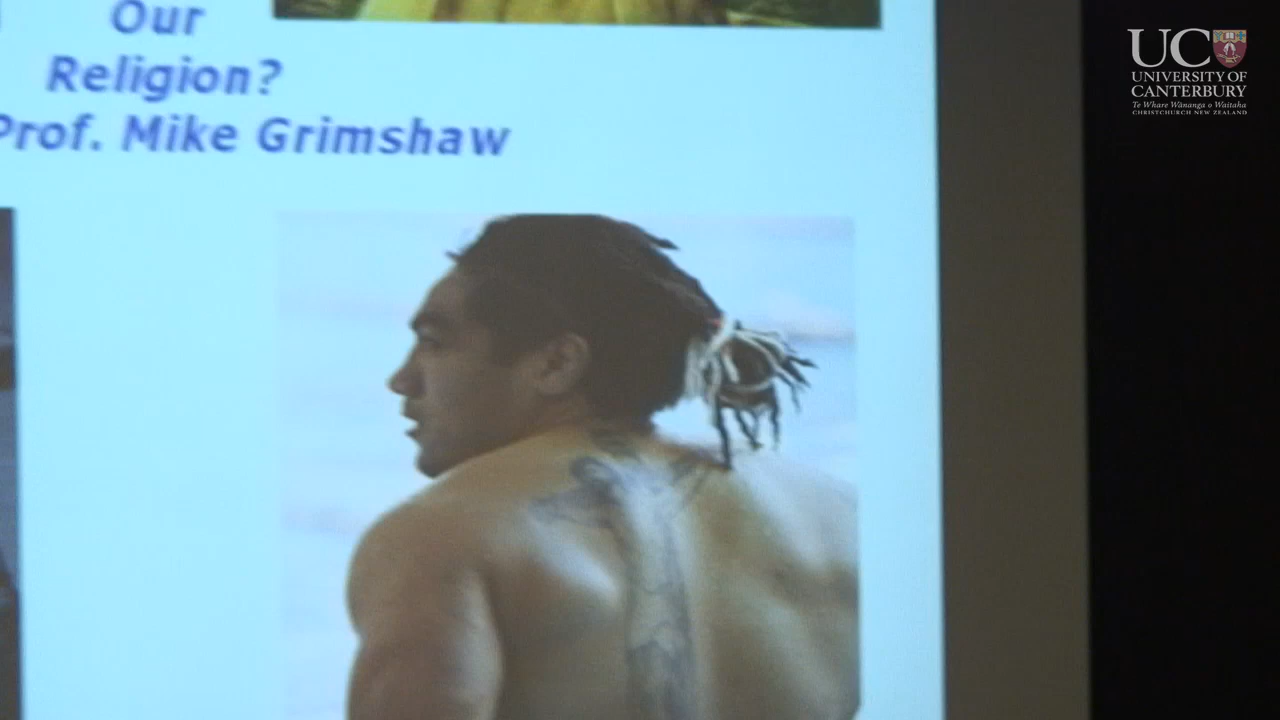 Our
Religion?
Prof. Mike Grimshaw
UC
UNIVERSITY OF
CANTERBURY
Te Whare Wānanga o Waitaha
CHRISTCHURCH NEW ZEALAND